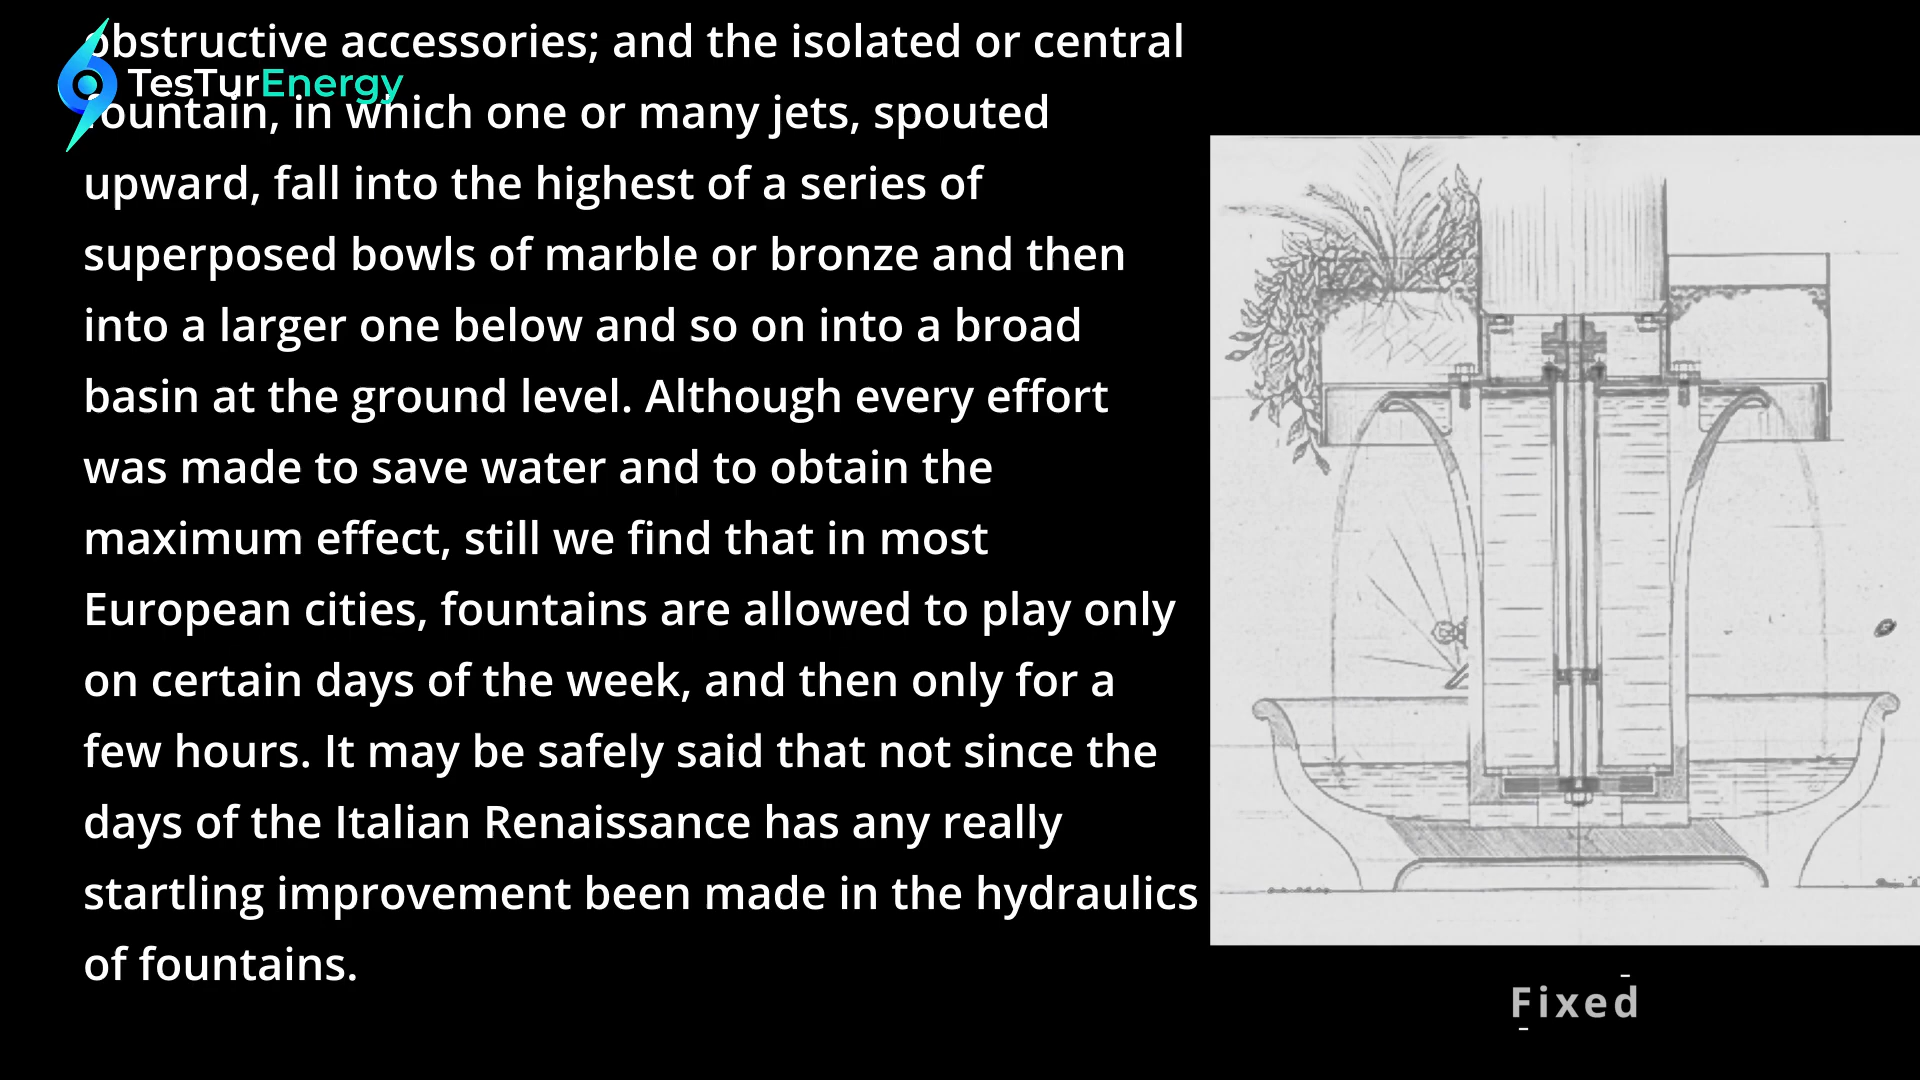 obstructive accessories; and the isolated or central
TesTurEnergy
fountain, in which one or many jets, spouted
upward, fall into the highest of a series of
superposed bowls of marble or bronze and then
into a larger one below and so on into a broad
basin at the ground level. Although every effort
was made to save water and to obtain the
maximum effect, still we find that in most
European cities, fountains are allowed to play only
on certain days of the week, and then only for a
few hours. It may be safely said that not since the
days of the Italian Renaissance has any really
startling improvement been made in the hydraulics
of fountains.
Fixed